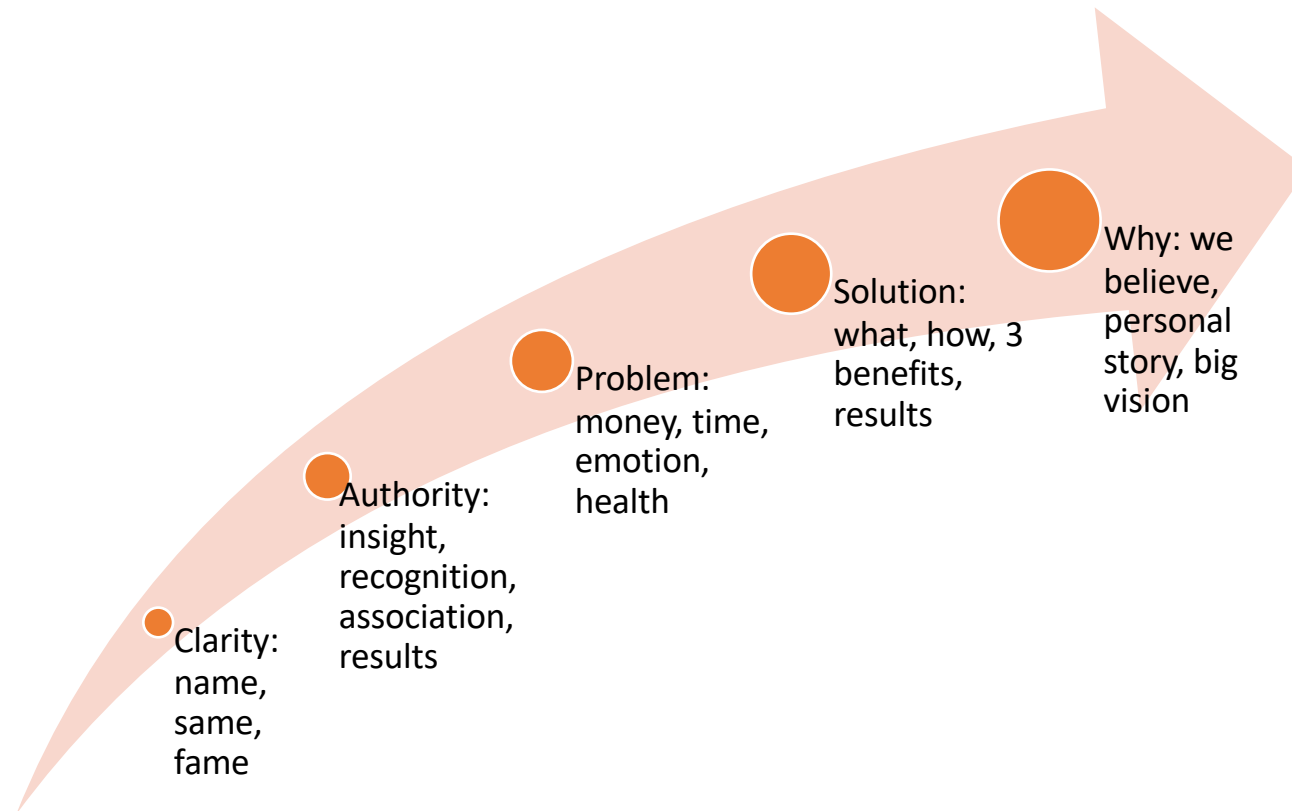 Clarity:
name,
same,
fame
Authority:
insight,
recognition,
association,
results
Problem:
money, time,
emotion,
health
Solution:
what, how, 3
benefits,
results
Why: we
believe,
personal
story, big
vision